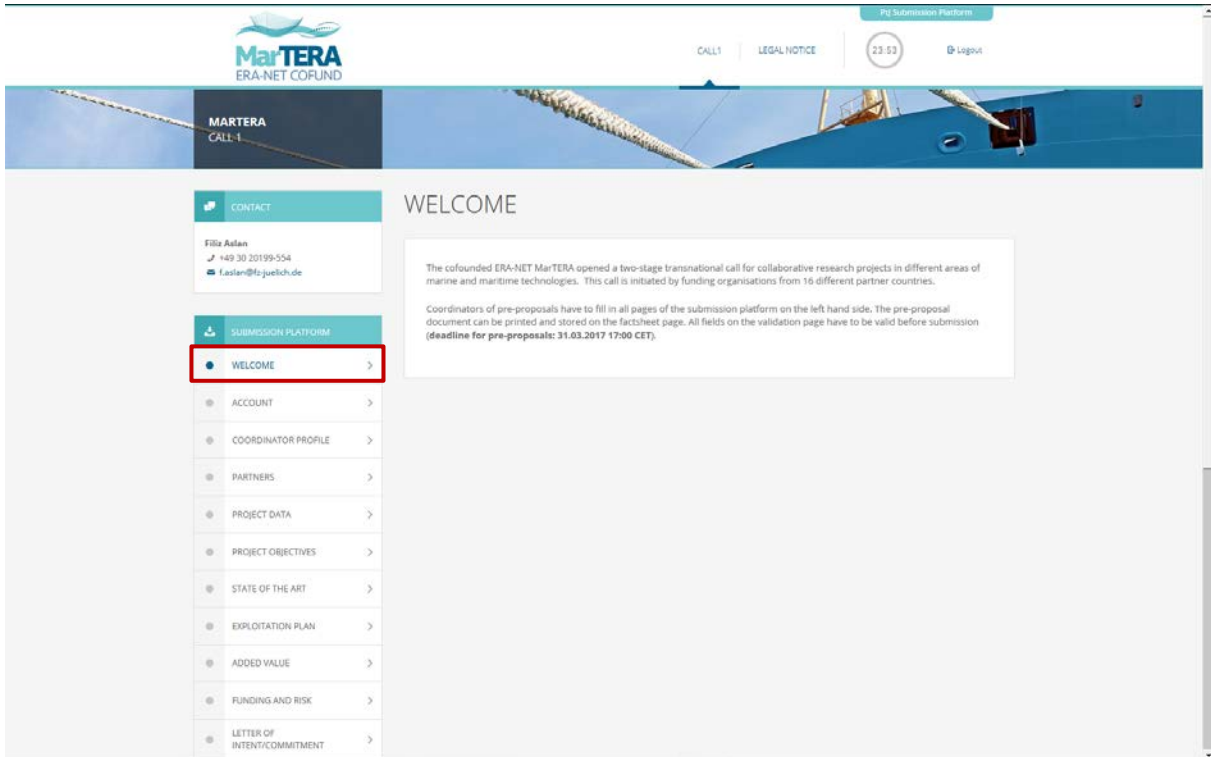 PtJ Submission Platform
MarTERA
ERA-NET COFUND
CALL1
LEGAL NOTICE
23:53
Logout
MARTERA
CALL 1
CONTACT
Filiz Aslan
+49 30 20199-554
f.aslan@fz-juelich.de
SUBMISSION PLATFORM
WELCOME
ACCOUNT
COORDINATOR PROFILE
PARTNERS
PROJECT DATA
PROJECT OBJECTIVES
STATE OF THE ART
EXPLOITATION PLAN
ADDED VALUE
FUNDING AND RISK
LETTER OF
INTENT/COMMITMENT
WELCOME
The cofounded ERA-NET MarTERA opened a two-stage transnational call for collaborative research projects in different areas of
marine and maritime technologies. This call is initiated by funding organisations from 16 different partner countries.
Coordinators of pre-proposals have to fill in all pages of the submission platform on the left hand side. The pre-proposal
document can be printed and stored on the factsheet page. All fields on the validation page have to be valid before submission
(deadline for pre-proposals: 31.03.2017 17:00 CET).